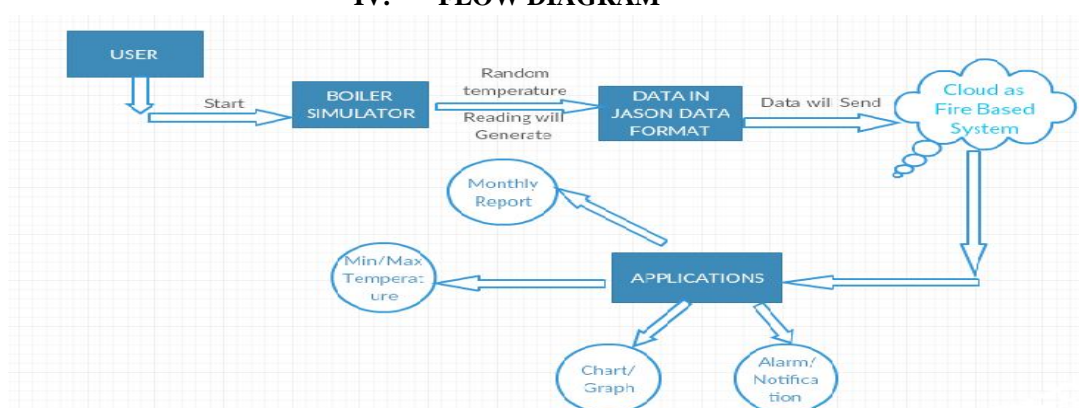 IV. FLOW DIAGRAM
USER
Start
BOILER
SIMULATOR
Random
temperature
Reading will
Generate
DATA IN
JASON DATA
FORMAT
Data will Send
Cloud as
Fire Based
System
Monthly
Report
Min/Max
Temperat
ure
APPLICATIONS
Chart/
Graph
Alarm/
Notifica
tion